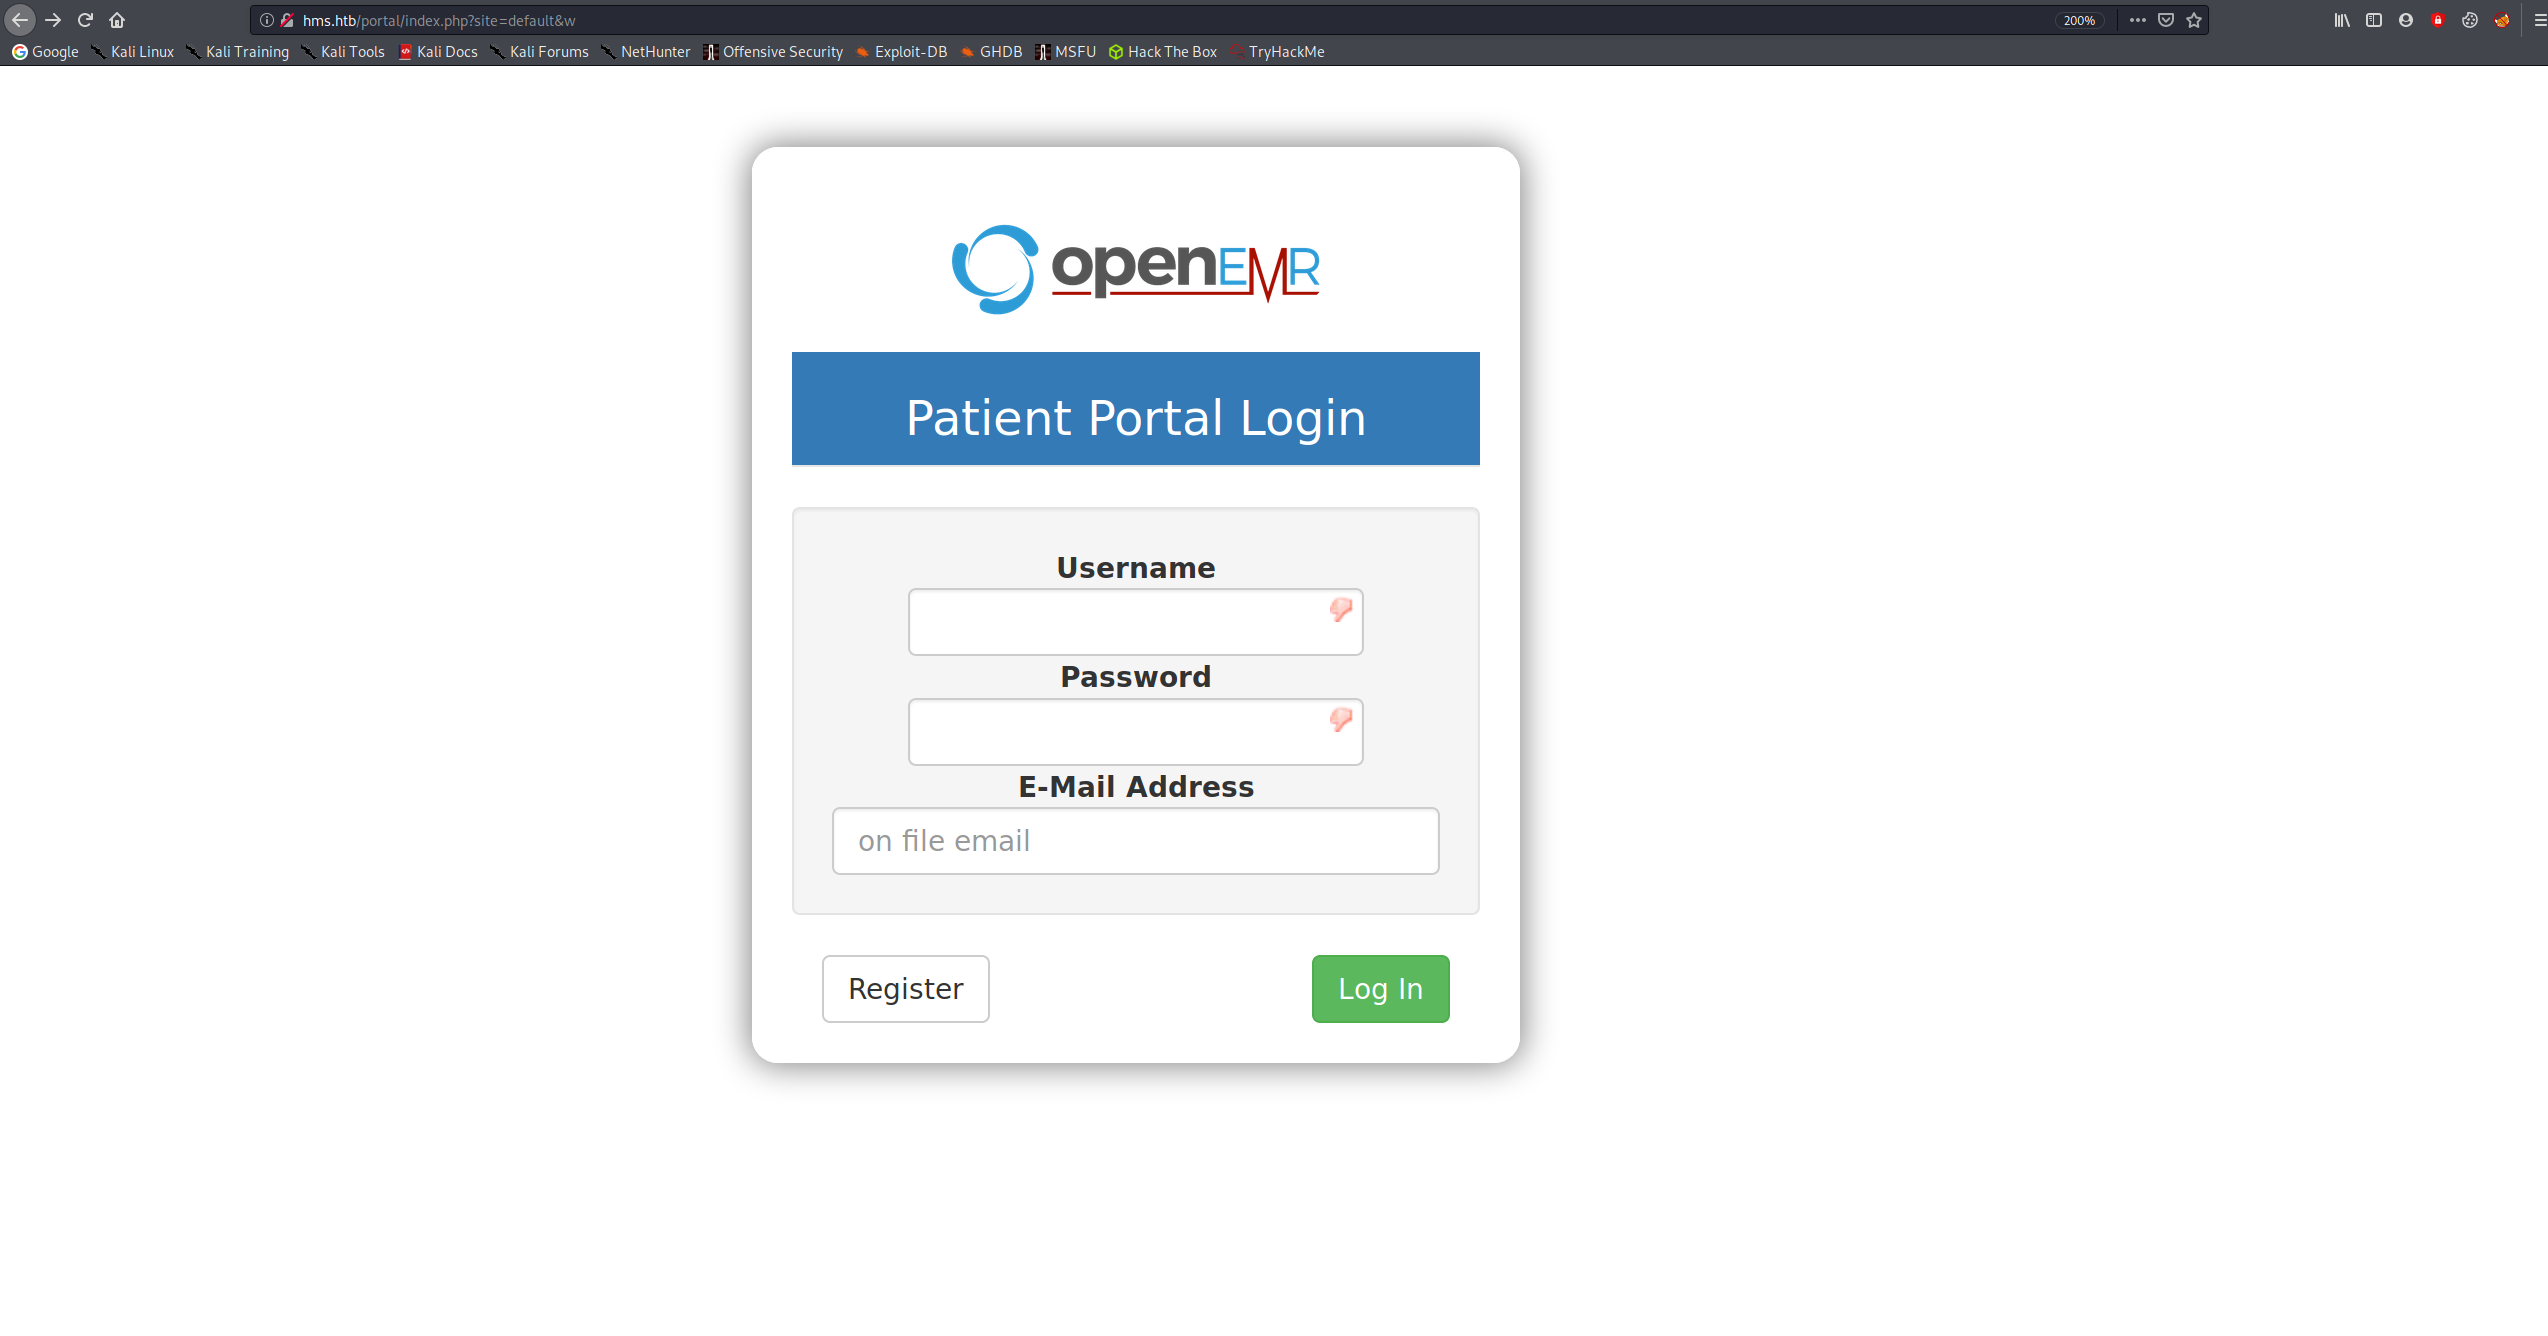 hms.htb/portal/index.php?site=default&w
200%
Google Kali Linux Kali Training Kali Tools Kali Docs Kali Forums NetHunter Offensive Security Exploit-DB GHDB MSFU Hack The Box TryHackMe
openEMR
Patient Portal Login
Username
Password
E-Mail Address
on file email
Register
Log In